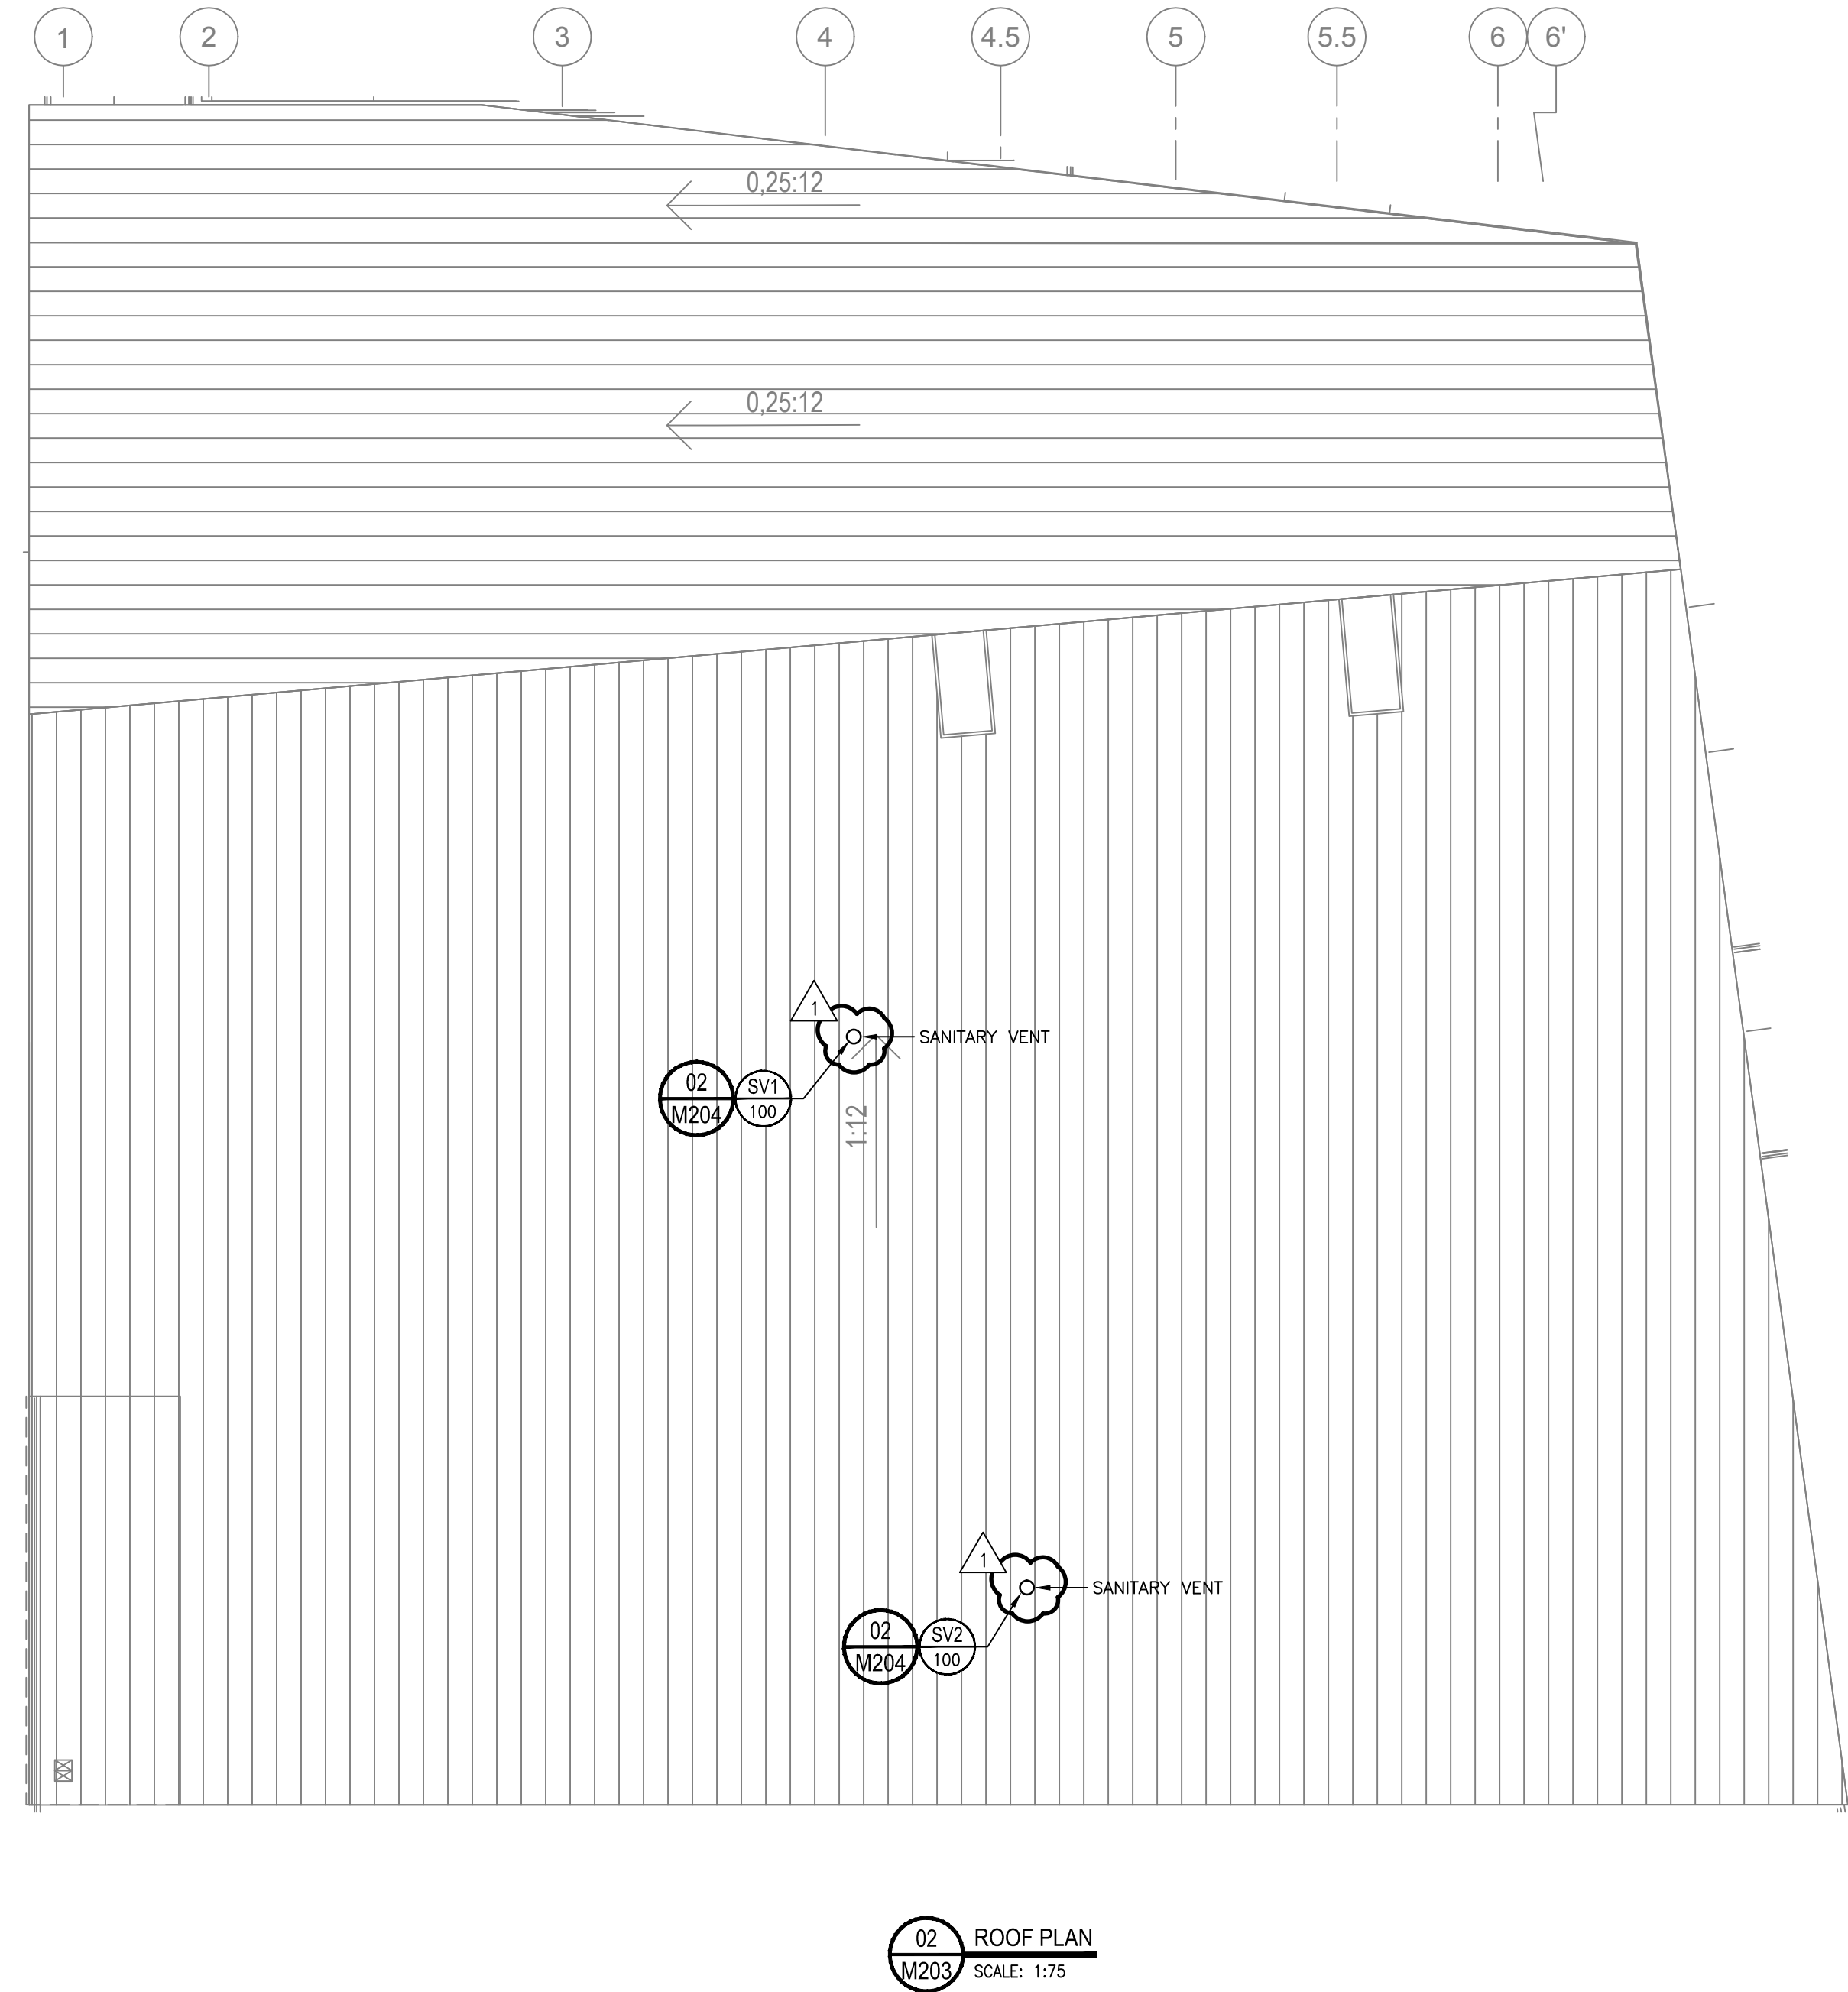 1 2 3 4 4.5 5 5.5 6 6'
0,25:12
0,25:12
1
SANITARY VENT
02
M204
SV1
100
1:12
1
SANITARY VENT
02
M204
SV2
100
02
M203
ROOF PLAN
SCALE: 1:75